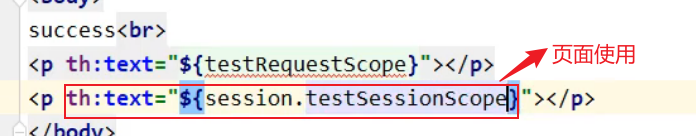 <body>
success<br>
<p th:text="${testRequestScope}"></p>
页面使用
<p th:text="${session.testSessionScope}"></p>
</body>